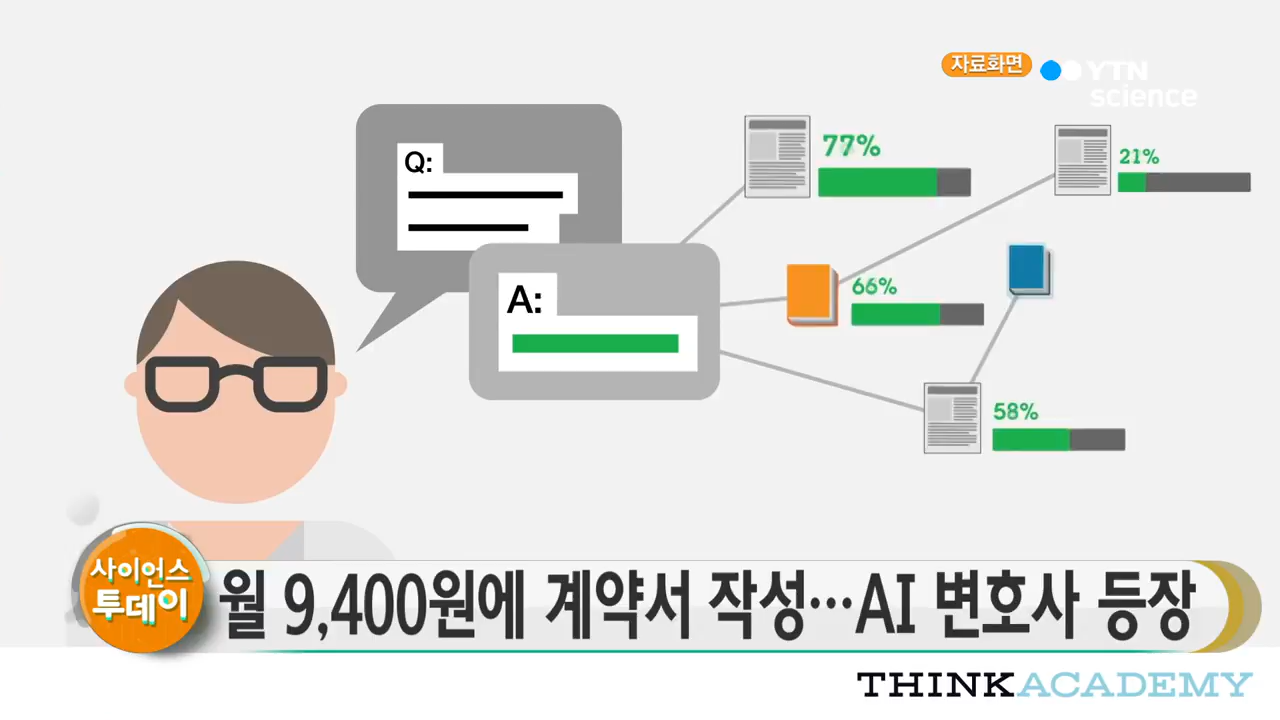 자료화면
YTN
science
Q:
77%
21%
A:
66%
58%
사이언스
투데이
월 9,400원에 계약서 작성…AI 변호사 등장
THINKACADEMY